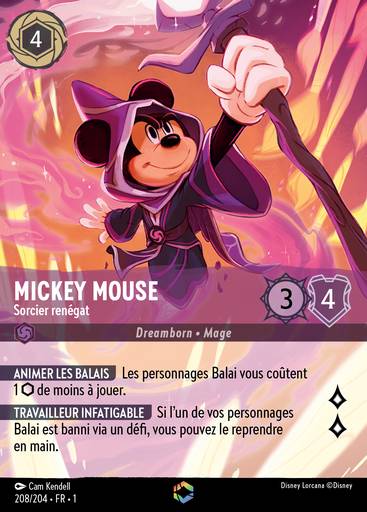 4
MICKEY MOUSE
Sorcier renégat
3
4
Dreamborn • Mage
ANIMER LES BALAIS Les personnages Balai vous coûtent
1 de moins à jouer.
TRAVAILLEUR INFATIGABLE Si l'un de vos personnages
Balai est banni via un défi, vous pouvez le reprendre
en main.
Cam Kendell
Disney Lorcana ©Disney
208/204 • FR • 1